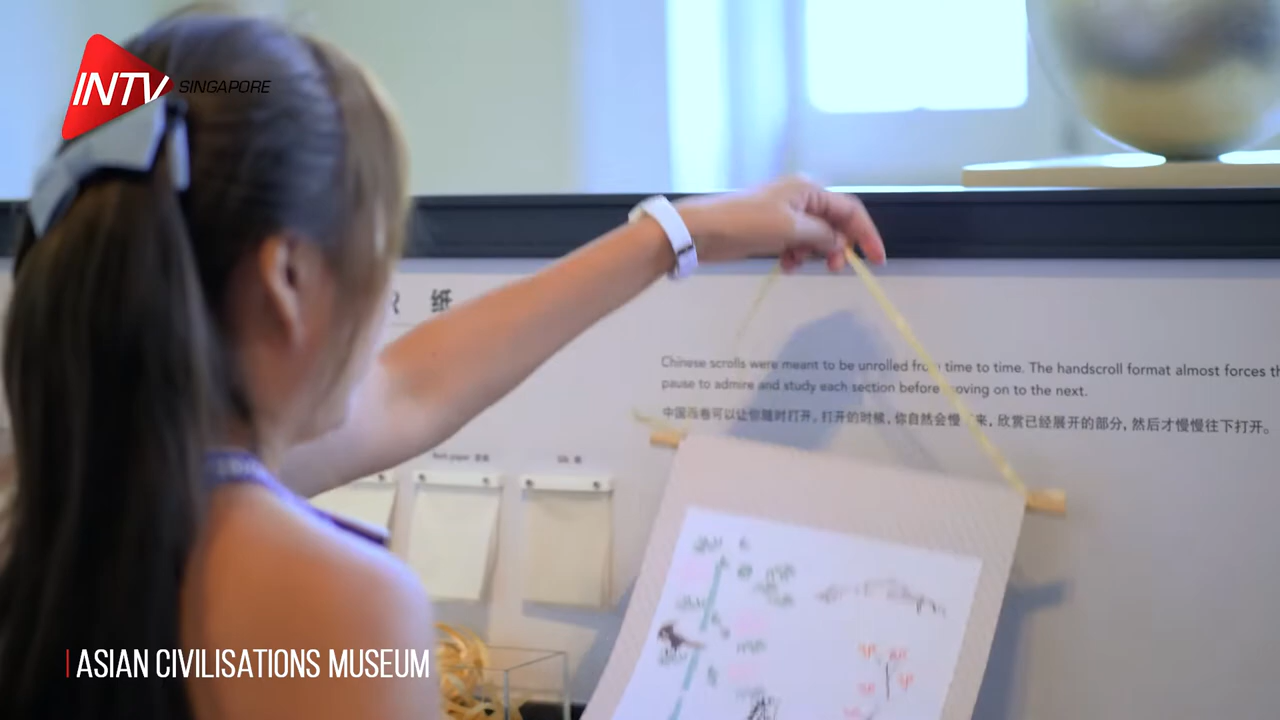 INTV SINGAPORE
纸
Chinese scrolls were meant to be unrolled from time to time. The handscroll format almost forces th
pause to admire and study each section before moving on to the next.
中国画卷可以让你随时打开, 打开的时候, 你自然会慢 来, 欣赏已经展开的部分, 然后才慢慢往下打开。
Silk
ASIAN CIVILISATIONS MUSEUM